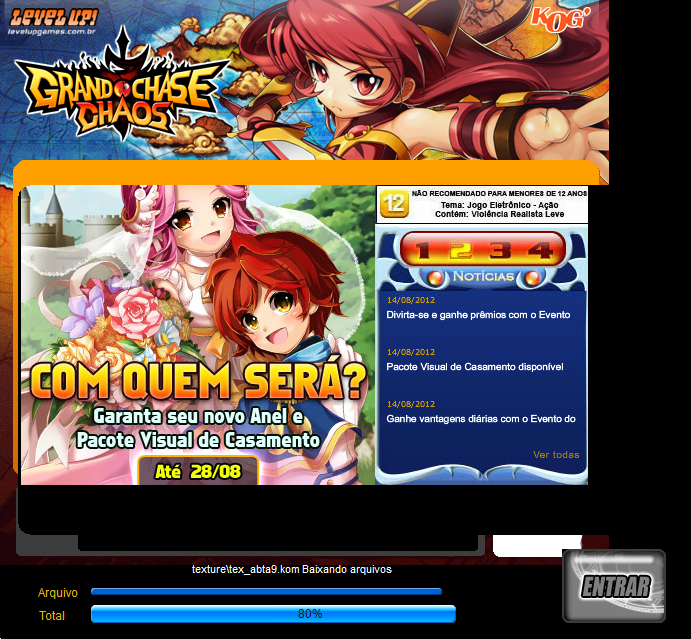 LEVEL UP!
levelupgames.com.br
KOG
GRAND CHASE
CHAOS
12
NÃO RECOMENDADO PARA MENORES DE 12 ANOS
Tema: Jogo Eletrônico - Ação
Contém: Violência Realista Leve
1 2 3 4
NOTÍCIAS
14/08/2012
Divirta-se e ganhe prêmios com o Evento
14/08/2012
Pacote Visual de Casamento disponível
14/08/2012
Ganhe vantagens diárias com o Evento do
Ver todas
COM QUEM SERÁ?
Garanta seu novo Anel e
Pacote Visual de Casamento
Até 28/08
texture\tex_abta9.kom Baixando arquivos
Arquivo
Total
80%
ENTRAR